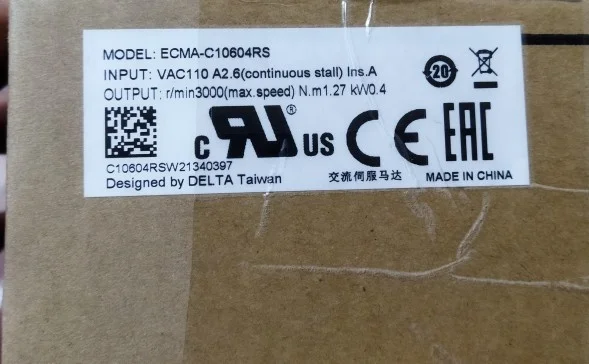 MODEL: ECMA-C10604RS
INPUT: VAC110 A2.6(continuous stall) Ins.A
OUTPUT: r/min3000(max.speed) N.m1.27 kW0.4
20
c RU ® US CE EAC
C10604RSW21340397
Designed by DELTA Taiwan
交流伺服马达
MADE IN CHINA